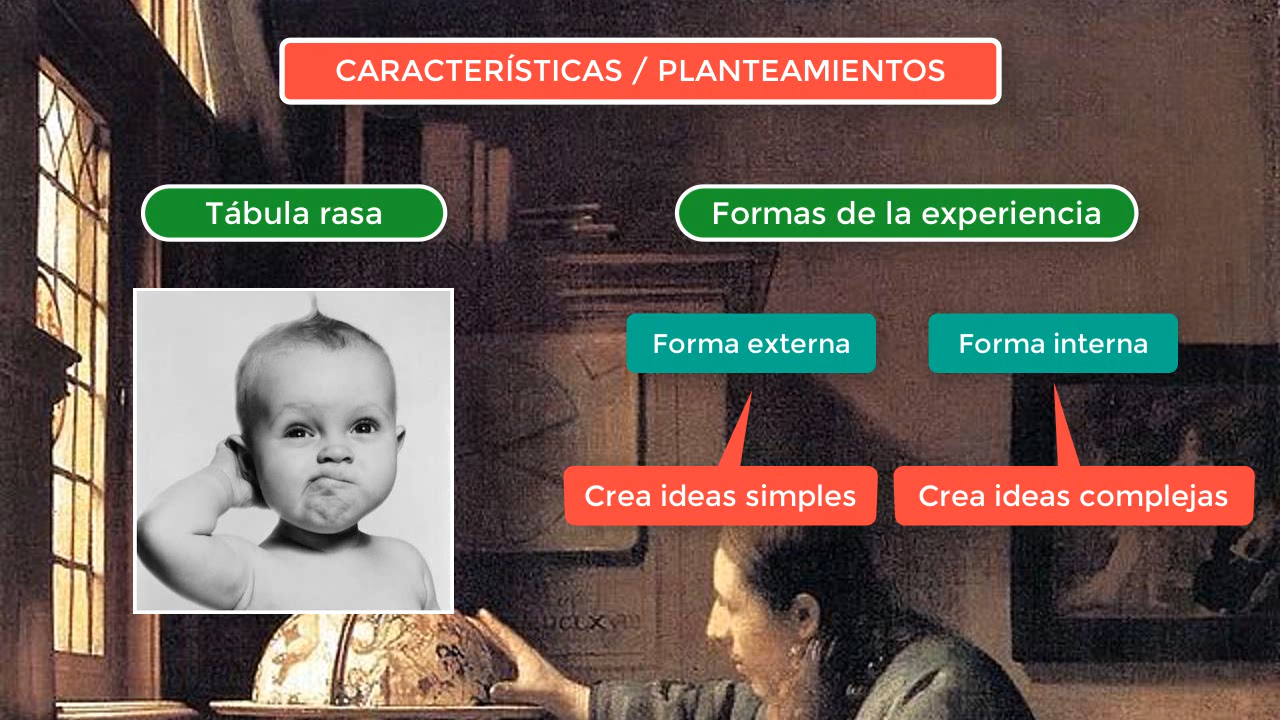 CARACTERÍSTICAS / PLANTEAMIENTOS
Tábula rasa
Formas de la experiencia
Forma externa
Forma interna
Crea ideas simples
Crea ideas complejas